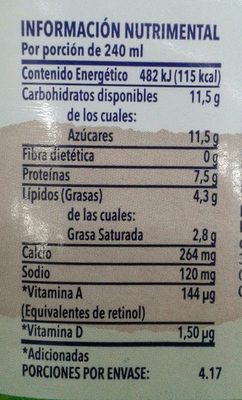 INFORMACIÓN NUTRIMENTAL
Por porción de 240 ml
Contenido Energético 482 kJ (115 kcal)
Carbohidratos disponibles 11,5 g
de los cuales:
Azúcares 11,5 g
Fibra dietética 0 g
Proteínas 7,5 g
Lípidos (Grasas) 4,3 g
de las cuales:
Grasa Saturada 2,8 g
Calcio 264 mg
Sodio 120 mg
*Vitamina A 144 µg
(Equivalentes de retinol)
*Vitamina D 1,50 µg
*Adicionadas
PORCIONES POR ENVASE: 4.17